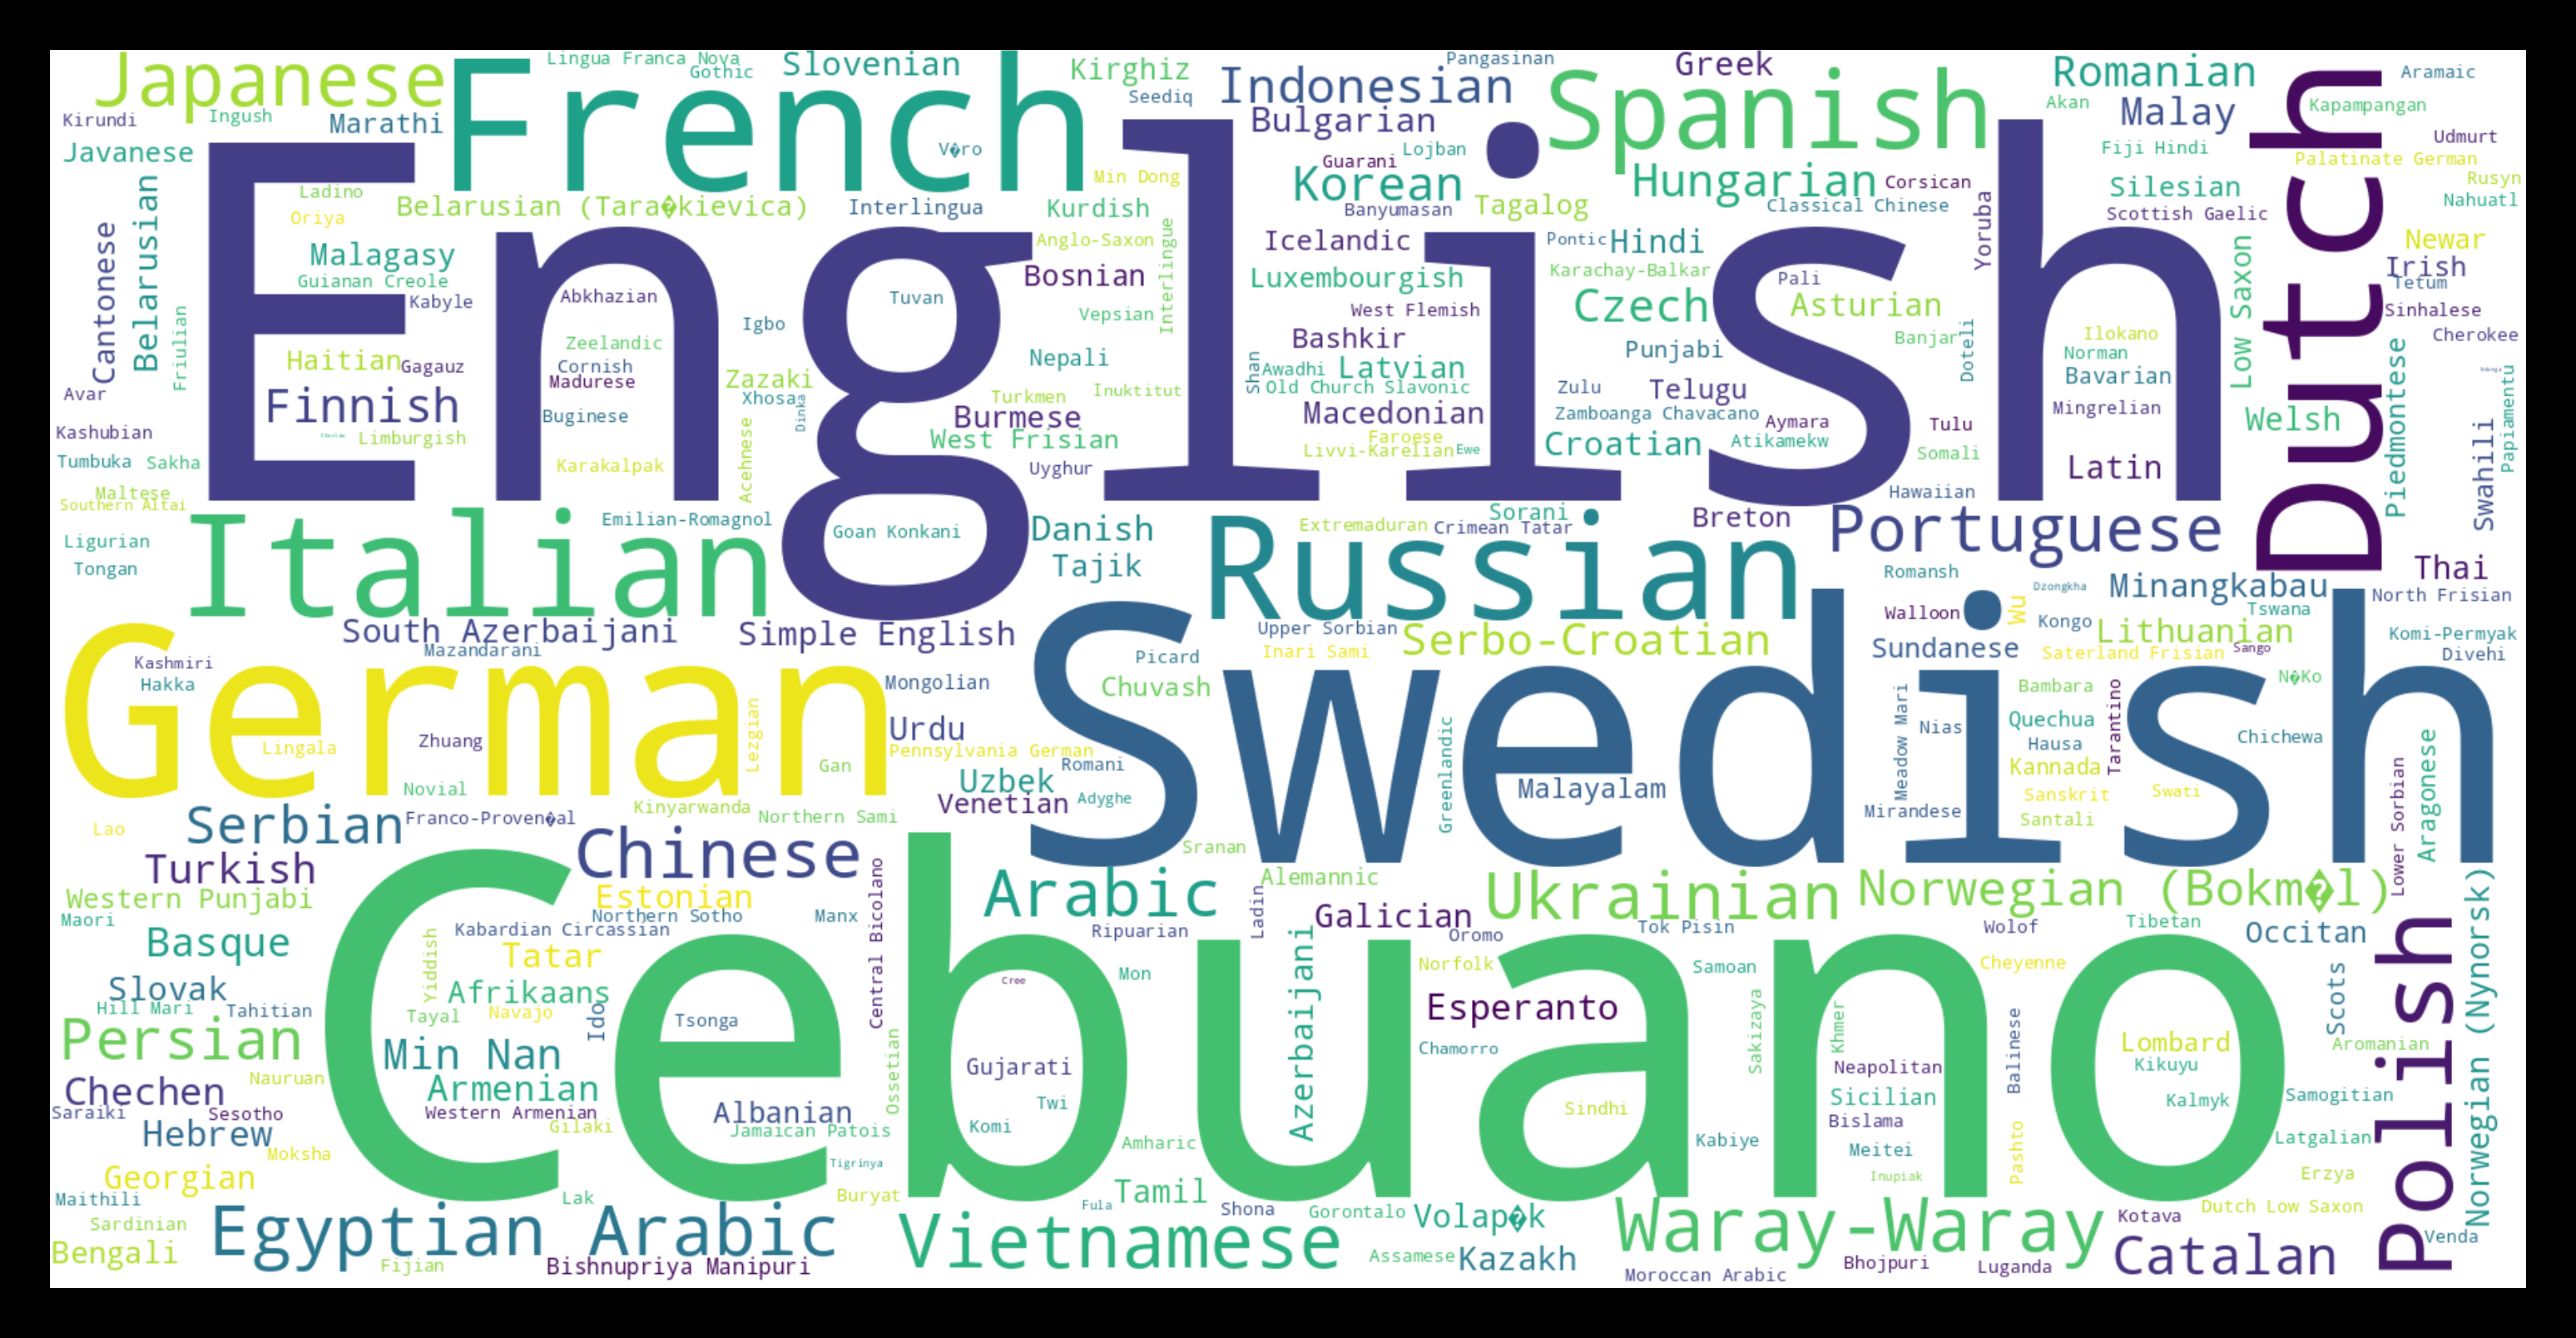 Japanese
French
Lingua Franca Nova
Gothic
Slovenian
Kirghiz
Seediq
Indonesian
Pangasinan
Spanish
Greek
Romanian
Aramaic
Kirundi
Ingush
Marathi
Bulgarian
Akan
Malay
Kapampangan
Dutch
Javanese
V�ro
Guarani
Lojban
Fiji Hindi
Udmurt
Palatinate German
English
Ladino
Oriya
Belarusian (Tara�kievica)
Interlingua
Min Dong
Kurdish
Korean
Banyumasan
Tagalog
Hungarian
Corsican
Classical Chinese
Yoruba
Silesian
Scottish Gaelic
Rusyn
Nahuatl
Cantonese
Belarusian
Friulian
Malagasy
Guianan Creole
Kabyle
Abkhazian
Tuvan
Anglo-Saxon
Interlingue
Bosnian
Icelandic
Luxembourgish
Pontic
Hindi
Karachay-Balkar
Pali
Newar
Irish
Tetum
Low Saxon
Vepsian
West Flemish
Czech
Asturian
Sinhalese
Igbo
Zeelandic
Cornish
Madurese
Buginese
Nepali
Bashkir
Awadhi
Latvian
Shan
Old Church Slavonic
Punjabi
Banjar
Doteli
Ilokano
Norman
Bavarian
Mingrelian
Cherokee
Haitian
Gagauz
Finnish
Avar
Zazaki
Xhosa
Dinka
Turkmen
Inuktitut
Burmese
West Frisian
Macedonian
Zulu
Telugu
Zamboanga Chavacano
Aymara
Tulu
Welsh
Piedmontese
Papiamentu
Swahili
Kashubian
Limburgish
Tumbuka
Sakha
Karakalpak
Acehnese
Uyghur
Faroese
Livvi-Karelian
Ewe
Croatian
Atikamekw
Somali
Latin
Maltese
Southern Altai
Hawaiian
Italian
Emilian-Romagnol
Goan Konkani
Danish
Tajik
Russian
Extremaduran
Crimean Tatar
Sorani
Breton
Portuguese
Ligurian
Tongan
Romansh
Dzongkha
Minangkabau
Thai
North Frisian
Tswana
South Azerbaijani
Mazandarani
Simple English
Swedish
Upper Sorbian
Inari Sami
Serbo-Croatian
Walloon
Wu
Kongo
Lithuanian
Komi-Permyak
Divehi
Sundanese
Saterland Frisian
Sango
German
Kashmiri
Hakka
Mongolian
Picard
Chuvash
Bambara
N�Ko
Lingala
Zhuang
Lezgian
Gan
Urdu
Pennsylvania German
Romani
Greenlandic
Meadow Mari
Nias
Quechua
Hausa
Kannada
Tarantino
Chichewa
Novial
Kinyarwanda
Northern Sami
Uzbek
Venetian
Adyghe
Malayalam
Mirandese
Sanskrit
Santali
Swati
Lower Sorbian
Aragonese
Lao
Serbian
Franco-Proven�al
Chinese
Sranan
Turkish
Western Punjabi
Maori
Estonian
Northern Sotho
Manx
Central Bicolano
Arabic
Alemannic
Ladin
Galician
Ukrainian
Norwegian (Bokm�l)
Cebuano
Basque
Kabardian Circassian
Ripuarian
Oromo
Tok Pisin
Wolof
Tibetan
Occitan
Polish
Norwegian (Nynorsk)
Yiddish
Tatar
Slovak
Afrikaans
Mon
Cree
Azerbaijani
Norfolk
Samoan
Cheyenne
Scots
Hill Mari
Tahitian
Tayal
Navajo
Ido
Tsonga
Esperanto
Sakizaya
Khmer
Balinese
Persian
Min Nan
Ossetian
Chamorro
Lombard
Kikuyu
Aromanian
Chechen
Nauruan
Armenian
Gujarati
Neapolitan
Saraiki
Sesotho
Western Armenian
Albanian
Twi
Sindhi
Sicilian
Kalmyk
Samogitian
Hebrew
Gilaki
Jamaican Patois
Komi
Amharic
Kabiye
Bislama
Meitei
Pashto
Latgalian
Moksha
Georgian
Tigrinya
Inupiak
Erzya
Maithili
Lak
Buryat
Fula
Tamil
Shona
Gorontalo
Volap�k
Waray-Waray
Kotava
Dutch Low Saxon
Sardinian
Egyptian Arabic
Vietnamese
Venda
Bengali
Fijian
Bishnupriya Manipuri
Assamese
Kazakh
Moroccan Arabic
Bhojpuri
Luganda
Catalan